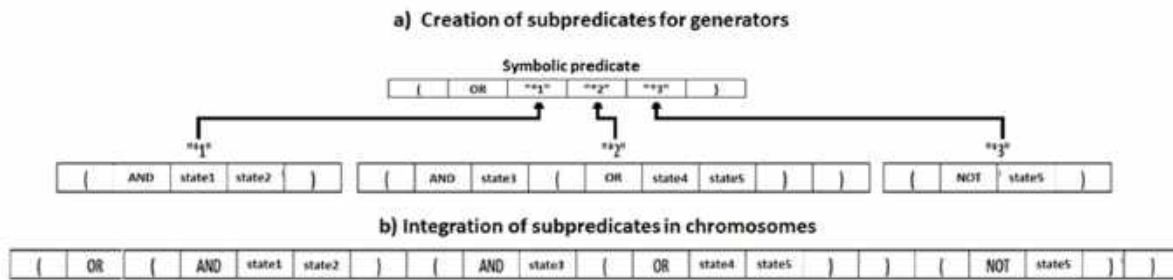 a) Creation of subpredicates for generators
Symbolic predicate
( OR "*1" "*2" "*3" )
"*1" "*2" "*3"
( AND state1 state2 ) ( AND state3 ( OR state4 state5 ) ) ( NOT state5 )
b) Integration of subpredicates in chromosomes
( OR ( AND state1 state2 ) ( AND state3 ( OR state4 state5 ) ) ( NOT state5 ) )